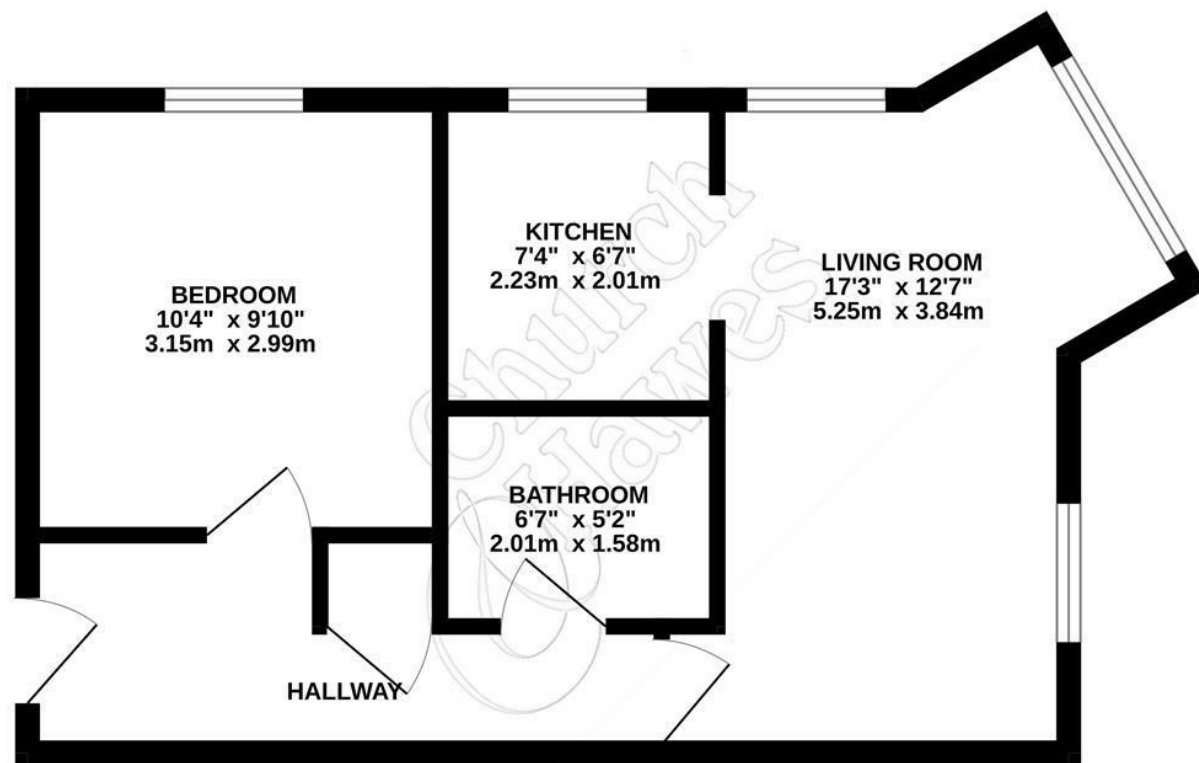 KITCHEN
7'4" x 6'7"
2.23m x 2.01m
LIVING ROOM
17'3" x 12'7"
5.25m x 3.84m
BEDROOM
10'4" x 9'10"
3.15m x 2.99m
BATHROOM
6'7" x 5'2"
2.01m x 1.58m
HALLWAY
Church
& Hawes